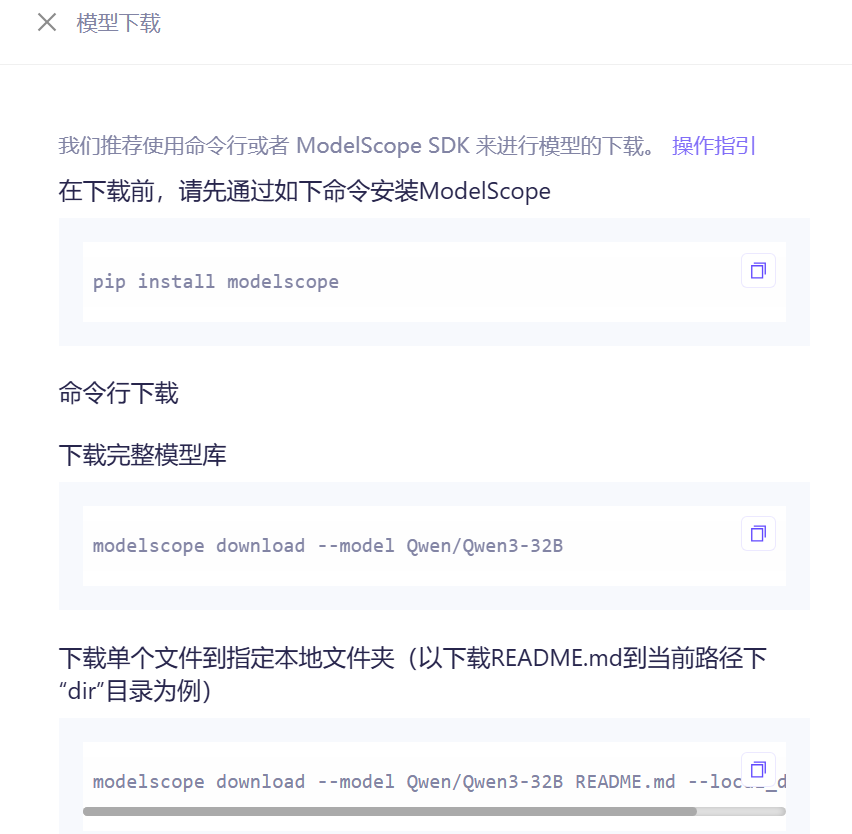 模型下载
我们推荐使用命令行或者 ModelScope SDK 来进行模型的下载。 操作指引
在下载前，请先通过如下命令安装ModelScope
pip install modelscope
命令行下载
下载完整模型库
modelscope download --model Qwen/Qwen3-32B
下载单个文件到指定本地文件夹（以下载README.md到当前路径下
“dir”目录为例）
modelscope download --model Qwen/Qwen3-32B README.md